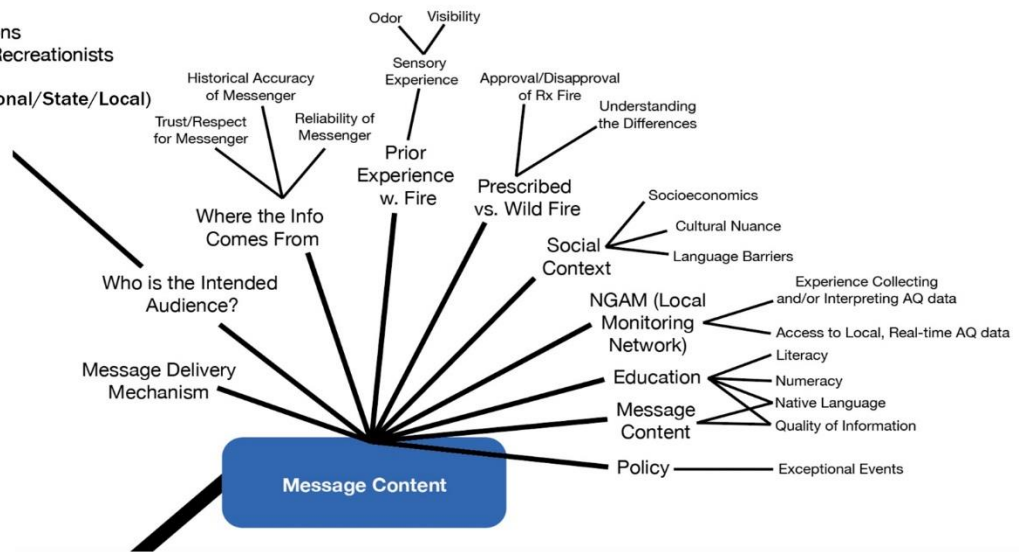 ns
Recreationists
onal/State/Local)
Odor
Visibility
Sensory
Experience
Historical Accuracy
of Messenger
Trust/Respect
for Messenger
Reliability of
Messenger
Approval/Disapproval
of Rx Fire
Understanding
the Differences
Prior
Experience
w. Fire
Prescribed
vs. Wild Fire
Where the Info
Comes From
Socioeconomics
Cultural Nuance
Language Barriers
Social
Context
Who is the Intended
Audience?
NGAM (Local
Monitoring
Network)
Experience Collecting
and/or Interpreting AQ data
Access to Local, Real-time AQ data
Message Delivery
Mechanism
Education
Literacy
Numeracy
Native Language
Quality of Information
Message
Content
Policy
Exceptional Events
Message Content